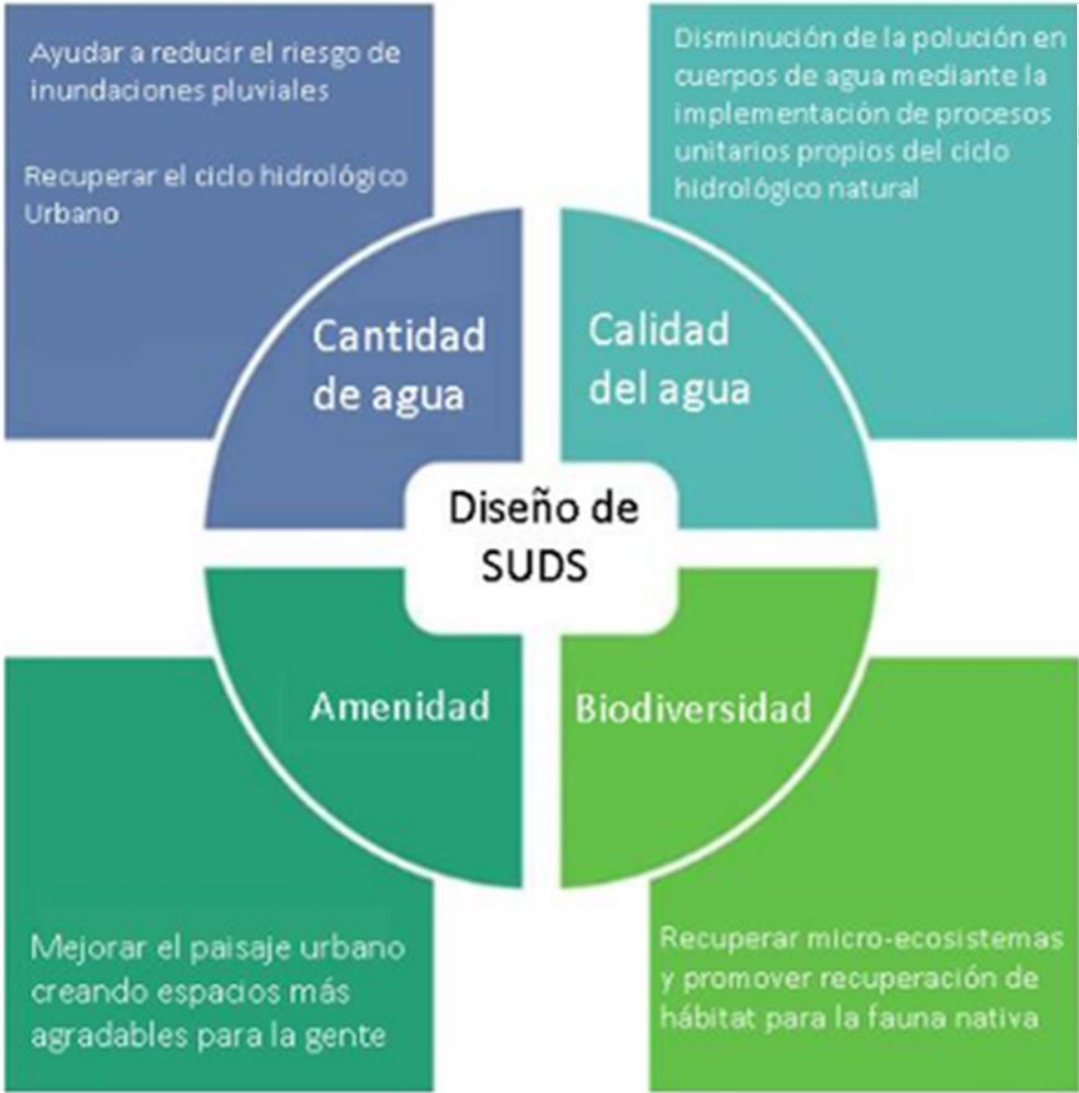 Ayudar a reducir el riesgo de
inundaciones pluviales
Recuperar el ciclo hidrológico
Urbano
Disminución de la polución en
cuerpos de agua mediante la
implementación de procesos
unitarios propios del ciclo
hidrológico natural
Cantidad
de agua
Calidad
del agua
Diseño de
SUDS
Amenidad
Biodiversidad
Mejorar el paisaje urbano
creando espacios más
agradables para la gente
Recuperar micro-ecosistemas
y promover recuperación de
hábitat para la fauna nativa